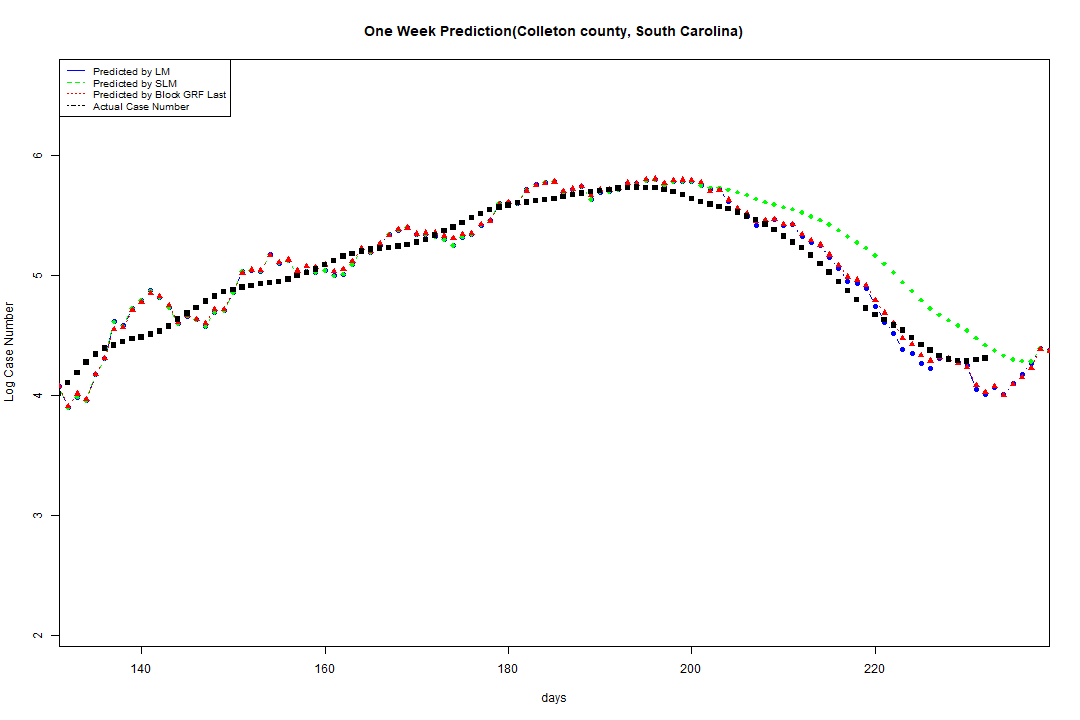 One Week Prediction(Colleton county, South Carolina)
Predicted by LM
Predicted by SLM
Predicted by Block GRF Last
Actual Case Number
6
5
4
3
2
Log Case Number
140 160 180 200 220
days